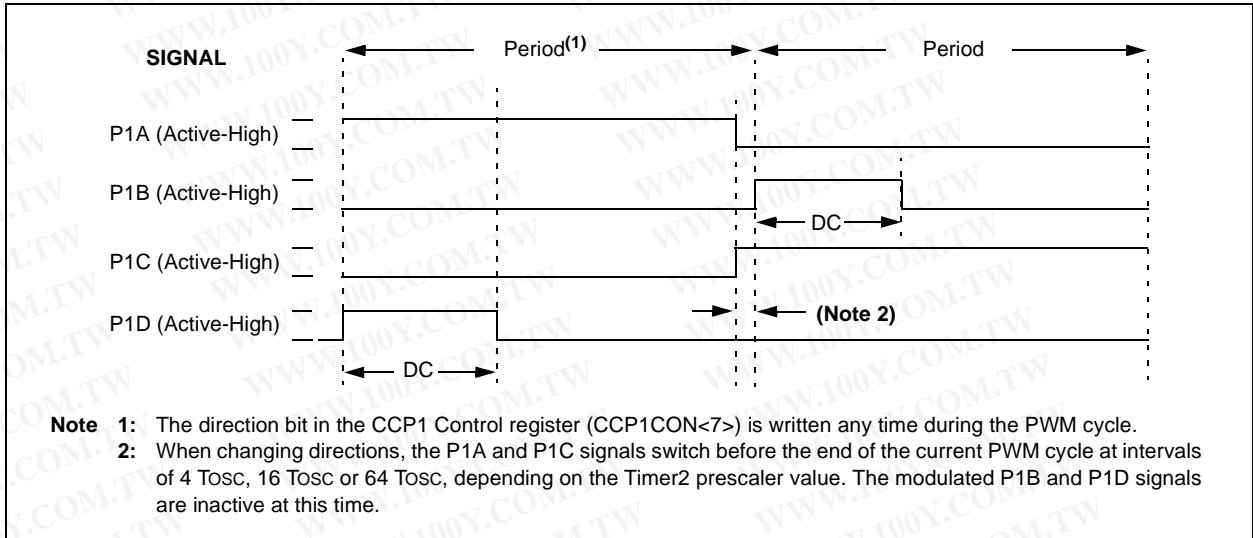 SIGNAL
Period(1)
Period
P1A (Active-High)
P1B (Active-High)
DC
P1C (Active-High)
P1D (Active-High)
(Note 2)
DC
Note 1: The direction bit in the CCP1 Control register (CCP1CON<7>) is written any time during the PWM cycle.
2: When changing directions, the P1A and P1C signals switch before the end of the current PWM cycle at intervals
of 4 TOSC, 16 TOSC or 64 TOSC, depending on the Timer2 prescaler value. The modulated P1B and P1D signals
are inactive at this time.
WWW.100Y.COM.TW